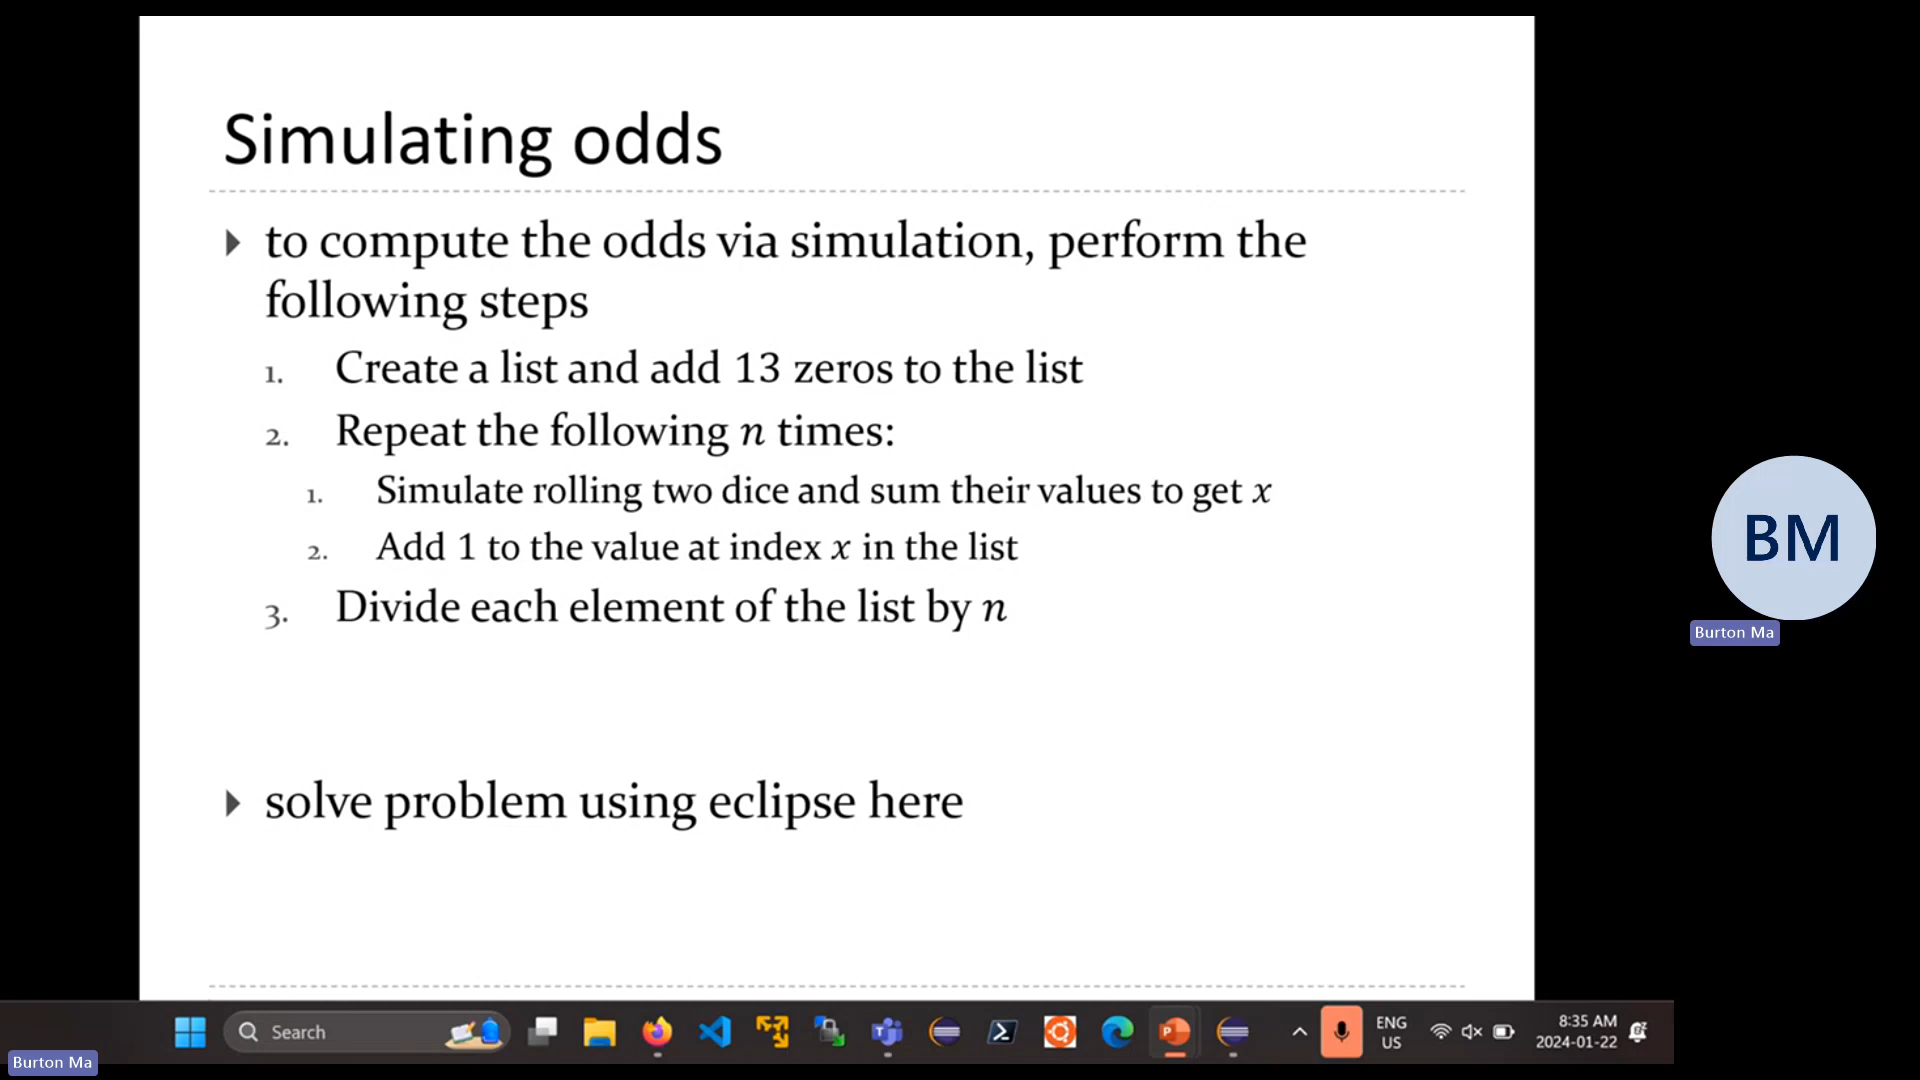 Simulating odds
to compute the odds via simulation, perform the
following steps
1. Create a list and add 13 zeros to the list
2. Repeat the following n times:
1. Simulate rolling two dice and sum their values to get x
2. Add 1 to the value at index x in the list
3. Divide each element of the list by n
solve problem using eclipse here
BM
Burton Ma
Search
ENG
US
8:35 AM
2024-01-22
Burton Ma